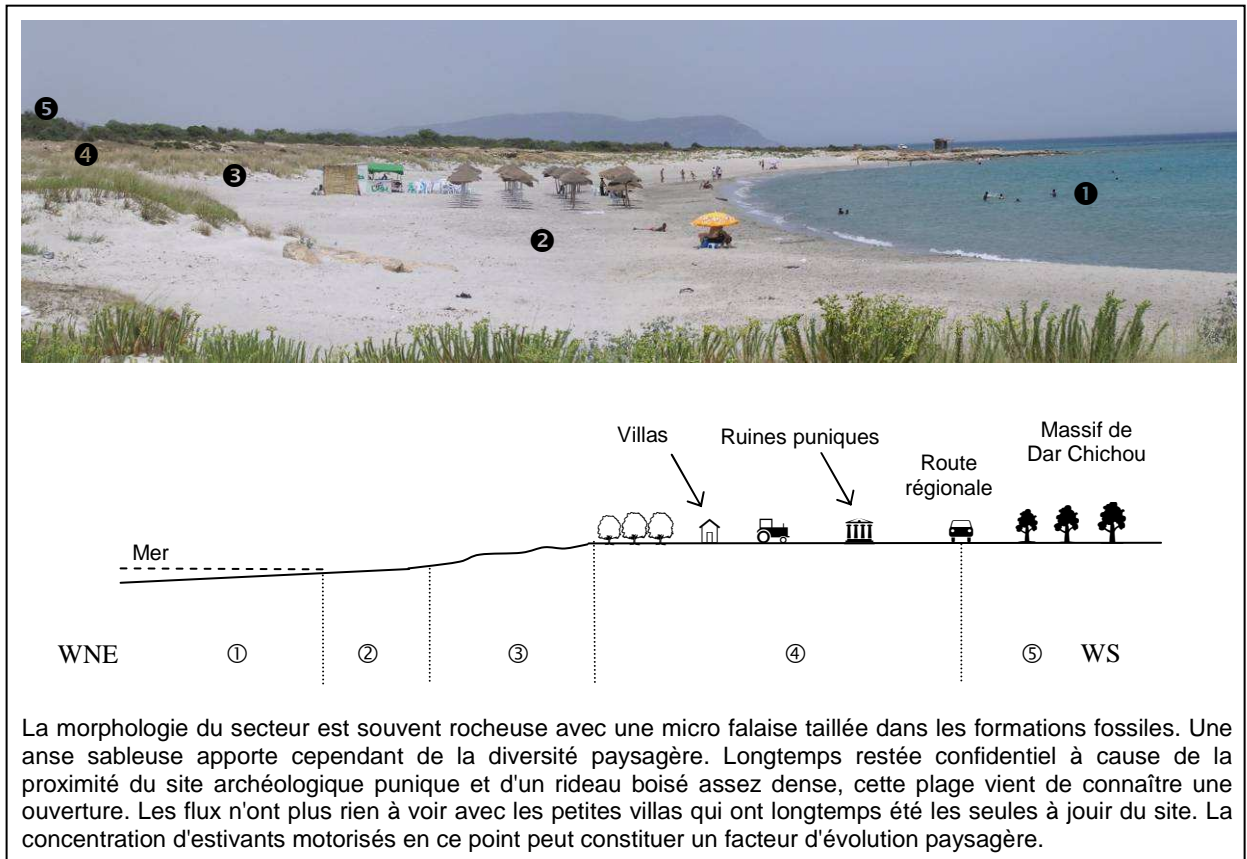 ❺
❹
❸
❶
❷
Villas
Ruines puniques
Massif de
Dar Chichou
Route
régionale
Mer
WNE ① ② ③ ④ ⑤ WS
La morphologie du secteur est souvent rocheuse avec une micro falaise taillée dans les formations fossiles. Une
anse sableuse apporte cependant de la diversité paysagère. Longtemps restée confidentiel à cause de la
proximité du site archéologique punique et d'un rideau boisé assez dense, cette plage vient de connaître une
ouverture. Les flux n'ont plus rien à voir avec les petites villas qui ont longtemps été les seules à jouir du site. La
concentration d'estivants motorisés en ce point peut constituer un facteur d'évolution paysagère.